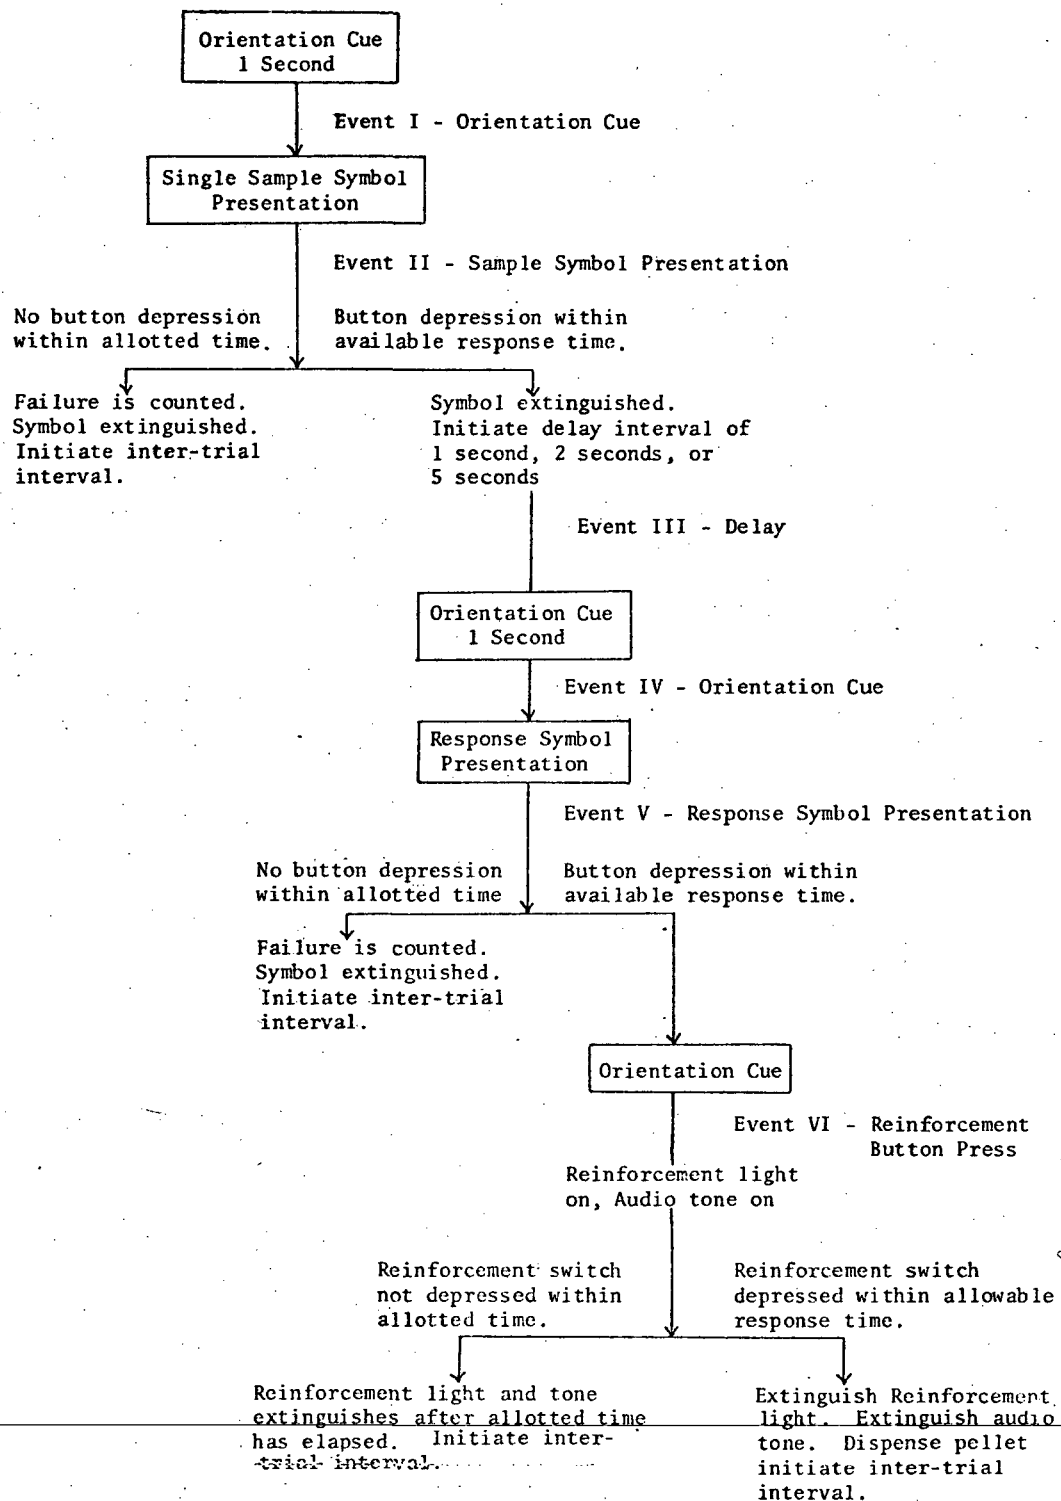 Orientation Cue
1 Second
Event I - Orientation Cue
Single Sample Symbol
Presentation
Event II - Sample Symbol Presentation
No button depression
within allotted time.
Button depression within
available response time.
Failure is counted.
Symbol extinguished.
Initiate inter-trial
interval.
Symbol extinguished.
Initiate delay interval of
1 second, 2 seconds, or
5 seconds
Event III - Delay
Orientation Cue
1 Second
Event IV - Orientation Cue
Response Symbol
Presentation
Event V - Response Symbol Presentation
No button depression
within allotted time
Button depression within
available response time.
Failure is counted.
Symbol extinguished.
Initiate inter-trial
interval.
Orientation Cue
Event VI - Reinforcement
Button Press
Reinforcement light
on, Audio tone on
Reinforcement switch
not depressed within
allotted time.
Reinforcement switch
depressed within allowable
response time.
Reinforcement light and tone
extinguishes after allotted time
has elapsed. Initiate inter-
trial interval.
Extinguish Reinforcement
light. Extinguish audio
tone. Dispense pellet
initiate inter-trial
interval.